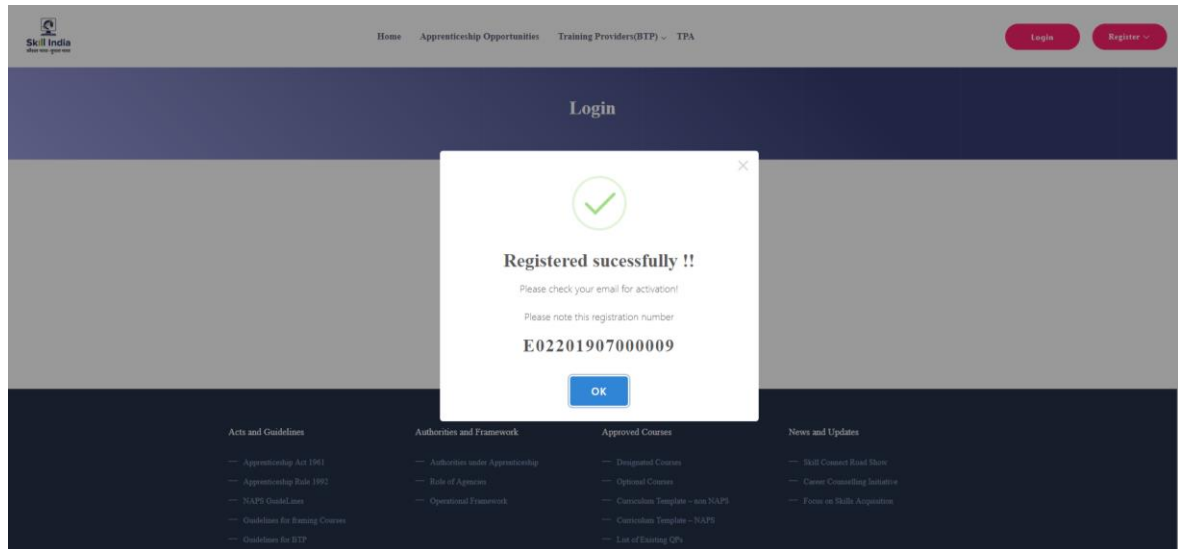 Skill India
कौशल भारत - कुशल भारत
Home Apprenticeship Opportunities Training Providers(BTP) TPA
Login Register
Login
Registered sucessfully !!
Please check your email for activation!
Please note this registration number
E02201907000009
OK
Acts and Guidelines Authorities and Framework Approved Courses News and Updates
Apprenticeship Act 1961 Authorities under Apprenticeship Designated Courses Skill Connect Road Show
Apprenticeship Rule 1992 Role of Agencies Optional Courses Career Counselling Initiative
NAPS GuideLines Operational Framework Curriculum Template – non NAPS Focus on Skills Acquisition
Guidelines for framing Courses Curriculum Template – NAPS
Guidelines for BTP List of Existing QPs